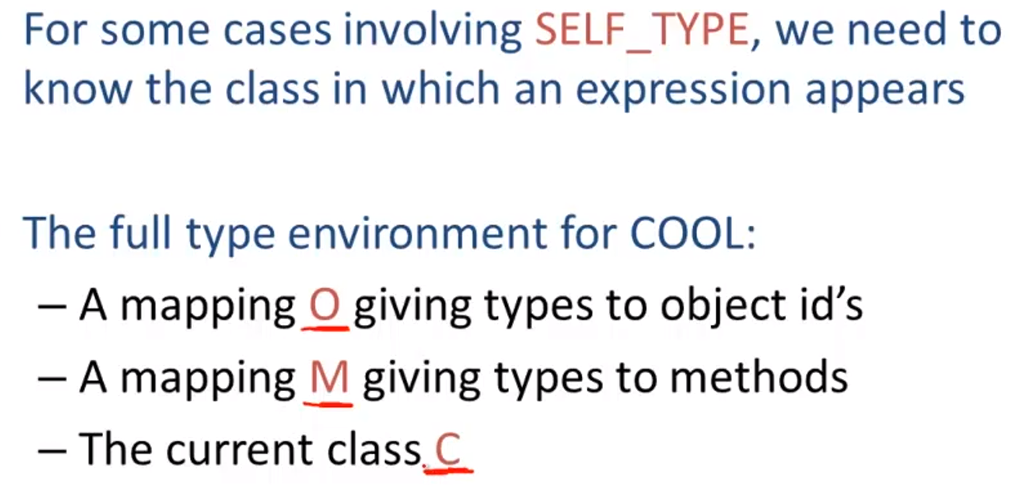 For some cases involving SELF_TYPE, we need to
know the class in which an expression appears
The full type environment for COOL:
– A mapping O giving types to object id’s
– A mapping M giving types to methods
– The current class C